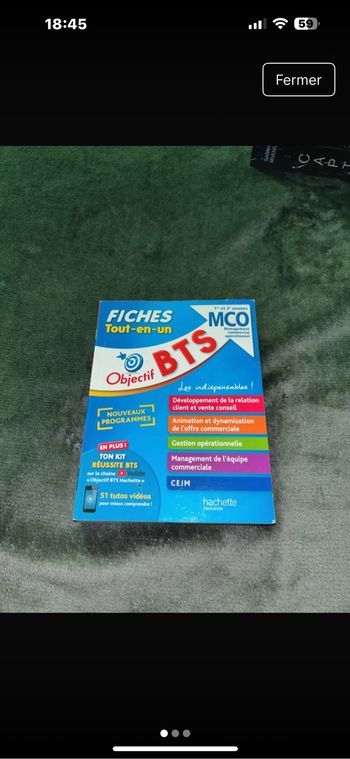 18:45
59
Fermer
C A P T
FICHES
Tout-en-un
1re et 2e années
MCO
Management
commercial
opérationnel
Objectif BTS
Les indispensables !
NOUVEAUX
PROGRAMMES
Développement de la relation
client et vente conseil
Animation et dynamisation
de l'offre commerciale
Gestion opérationnelle
Management de l'équipe
commerciale
CEJM
EN PLUS !
TON KIT
RÉUSSITE BTS
sur la chaîne YouTube
« Objectif BTS Hachette »
51 tutos vidéos
pour mieux comprendre !
hachette
ÉDUCATION